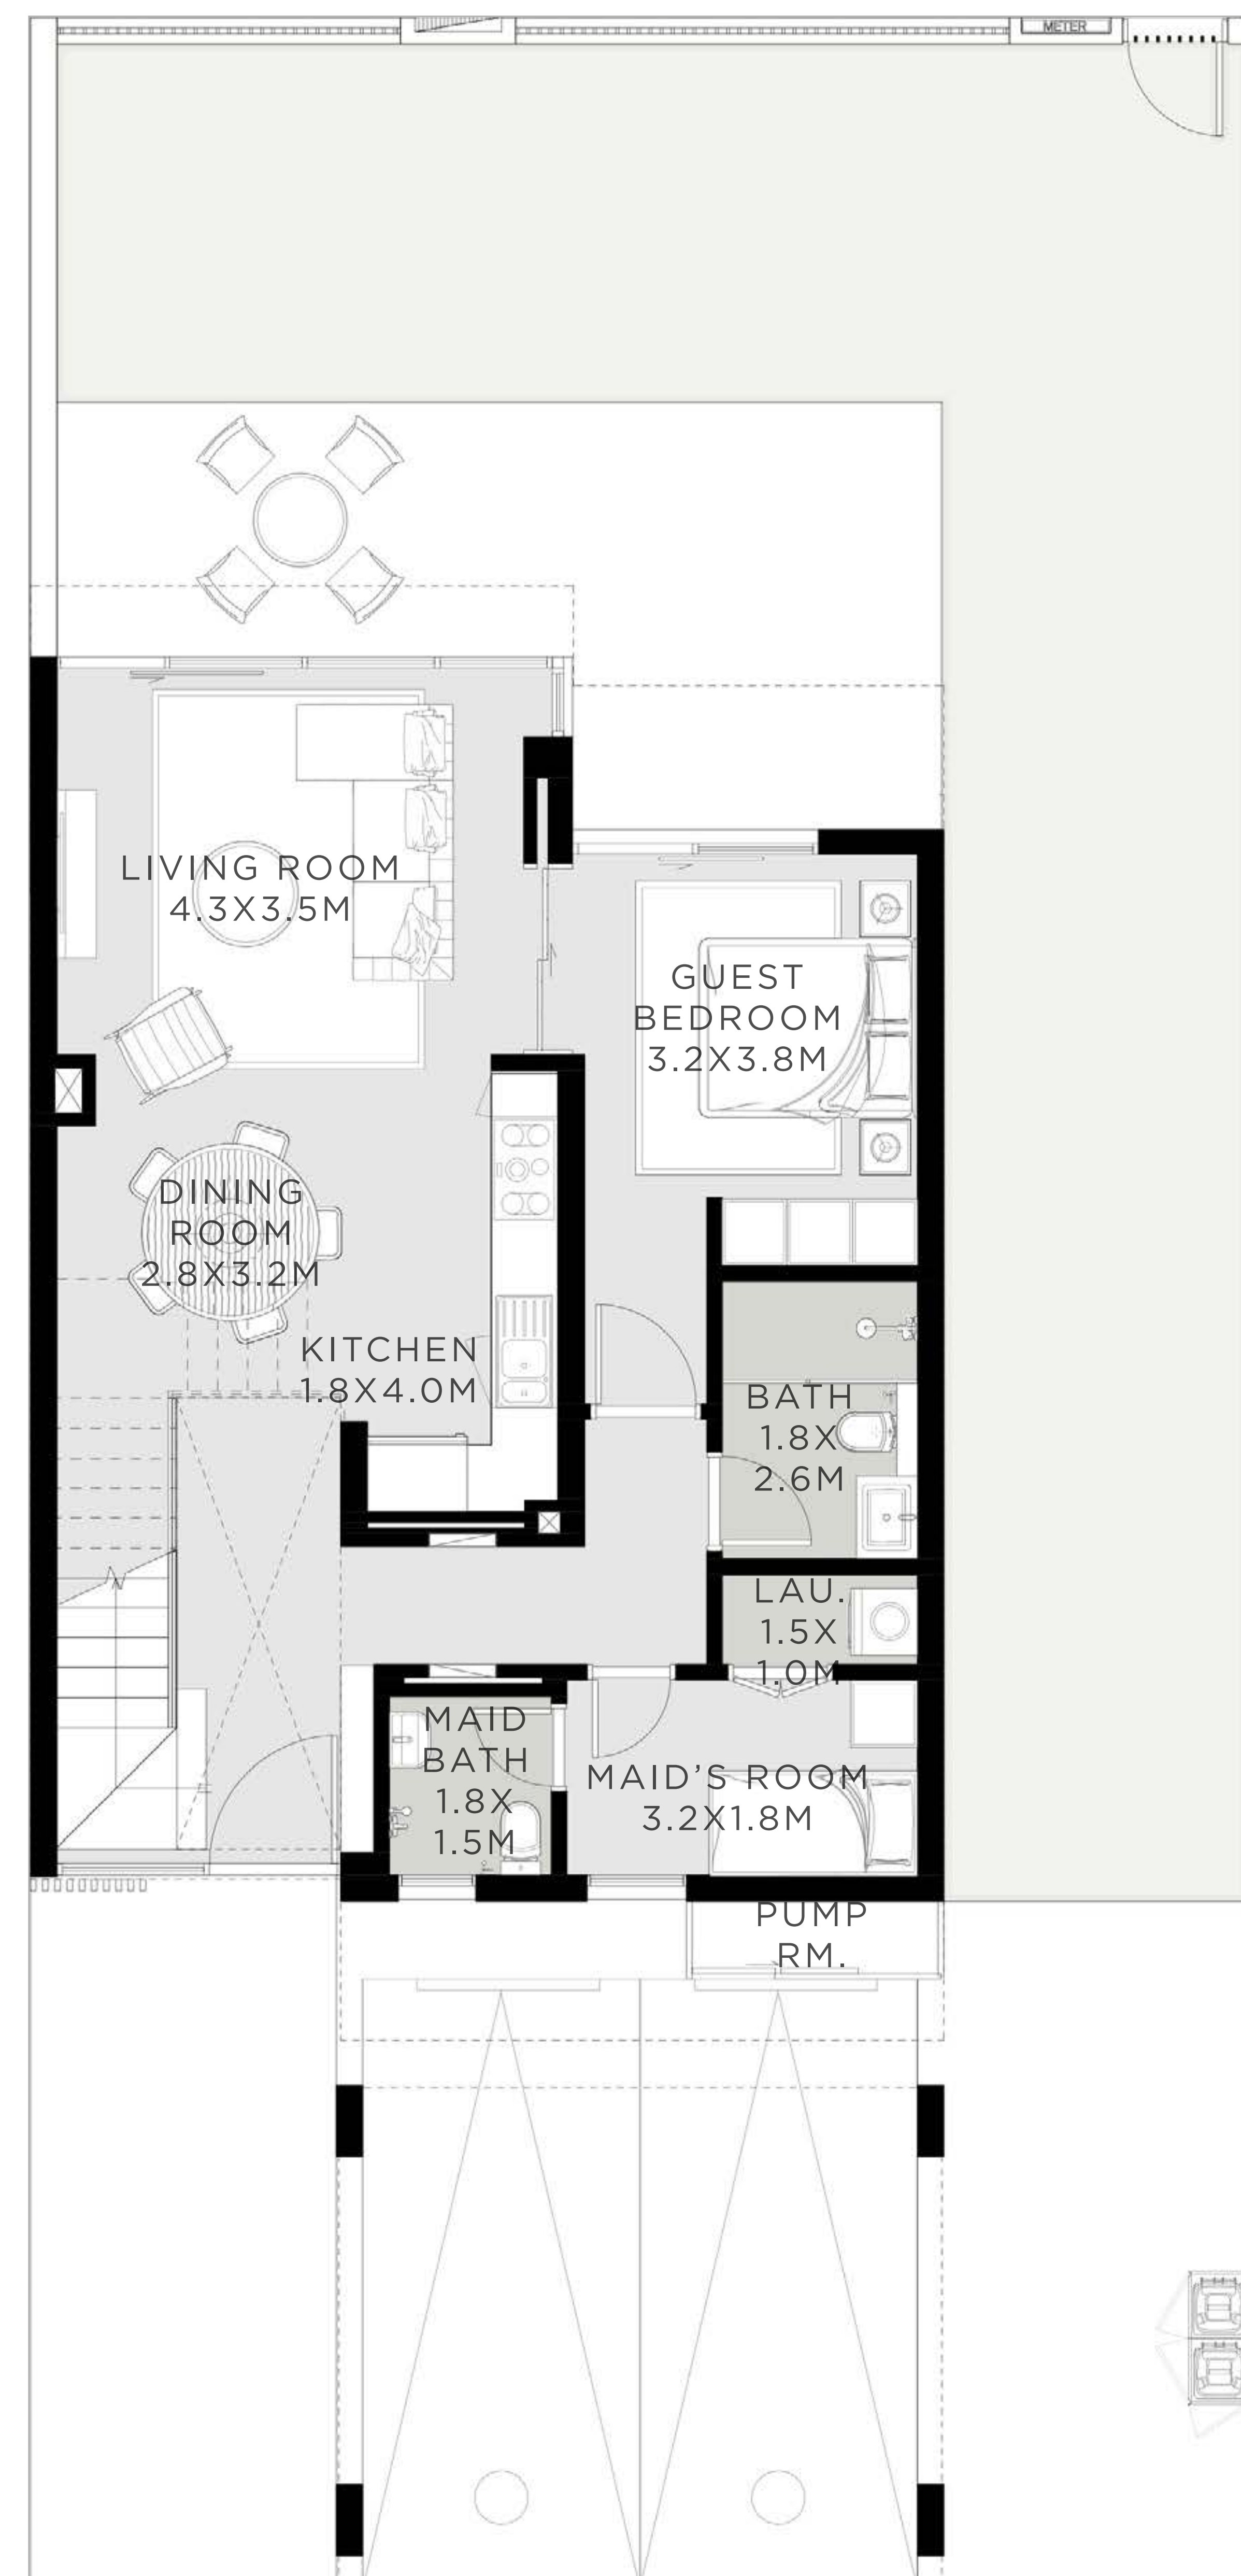 METER
LIVING ROOM
4.3X3.5M
GUEST
BEDROOM
3.2X3.8M
DINING
ROOM
2.8X3.2M
KITCHEN
1.8X4.0M
BATH
1.8X
2.6M
LAU.
1.5X
1.0M
MAID
BATH
1.8X
1.5M
MAID'S ROOM
3.2X1.8M
PUMP
RM.